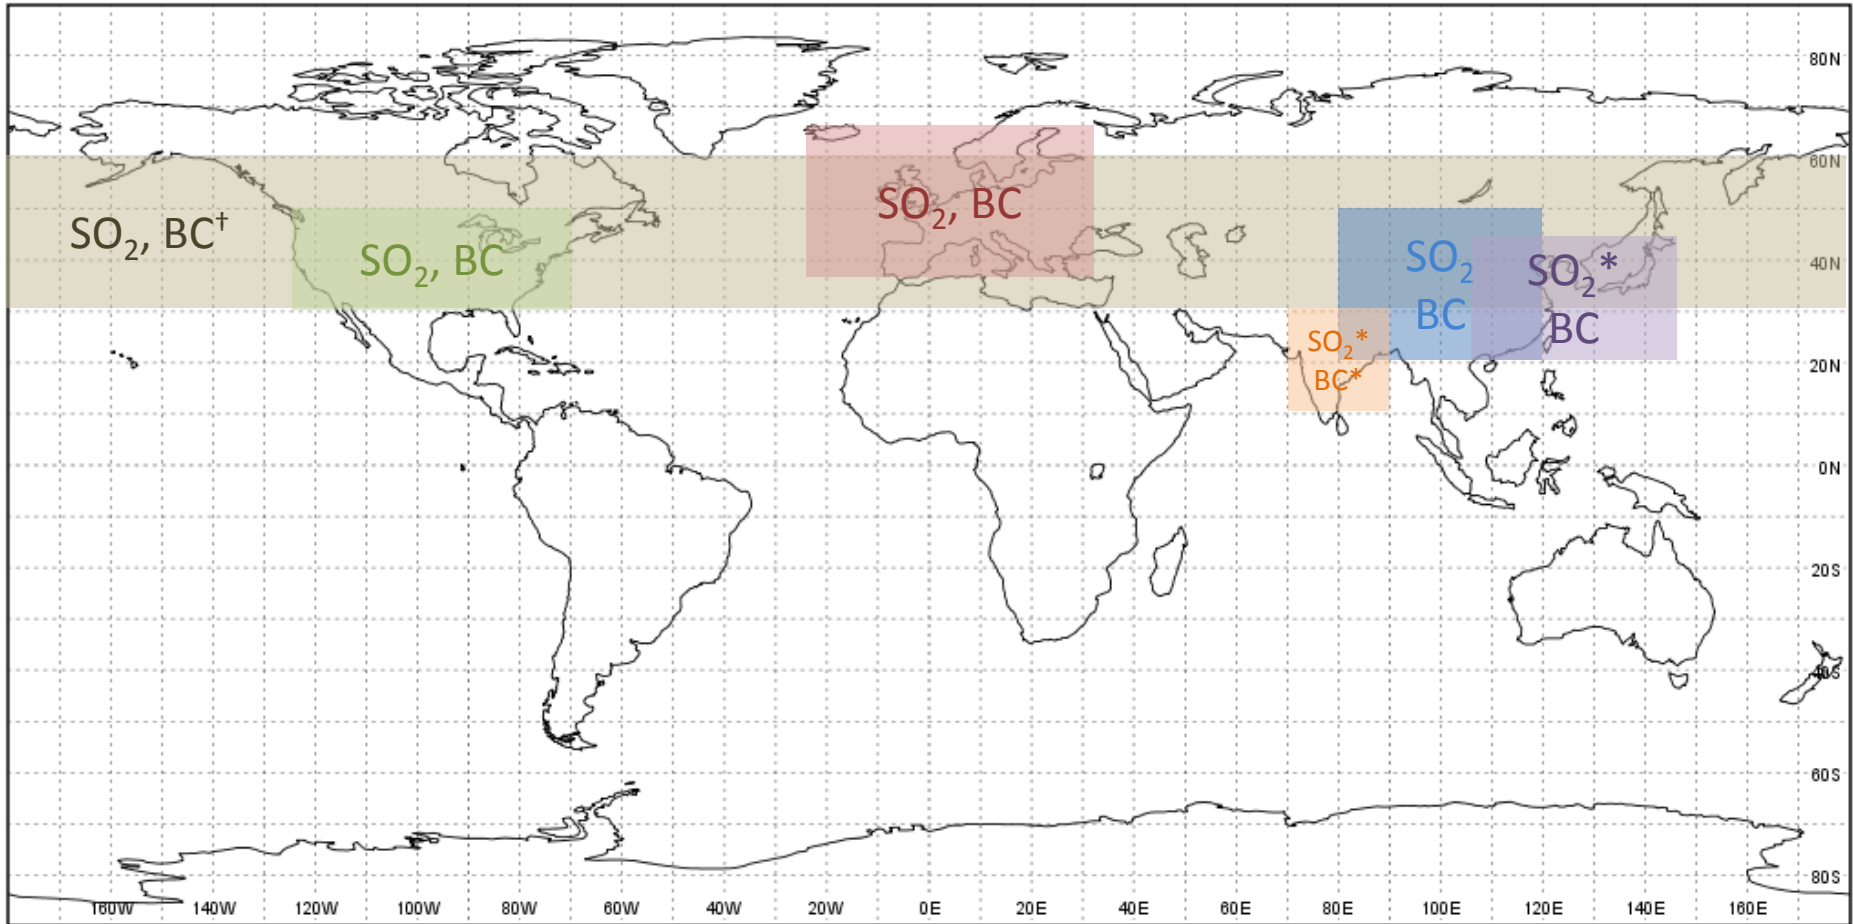 80N
60N
SO₂, BC
SO₂, BC†
SO₂, BC
SO₂
BC
SO₂*
BC
40N
SO₂*
BC*
20N
0N
20S
40S
60S
80S
160W 140W 120W 100W 80W 60W 40W 20W 0E 20E 40E 60E 80E 100E 120E 140E 160E